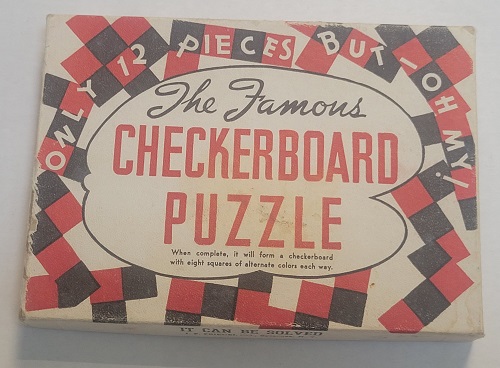 ONLY 12 PIECES BUT—OH MY!
The Famous
CHECKERBOARD
PUZZLE
When complete, it will form a checkerboard
with eight squares of alternate colors each way.
IT CAN BE SOLVED